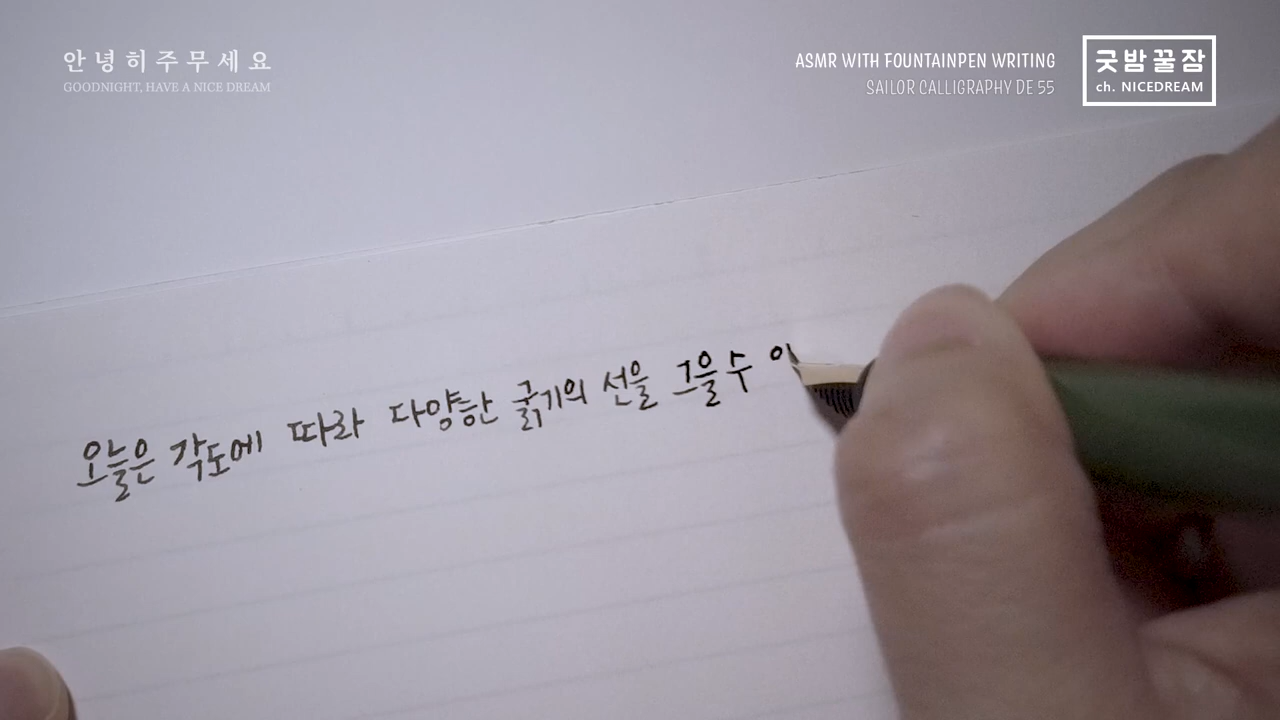 안녕히주무세요
GOODNIGHT, HAVE A NICE DREAM
ASMR WITH FOUNTAINPEN WRITING
SAILOR CALLIGRAPHY DE 55
굿밤꿀잠
ch. NICEDREAM
오늘은 각도에 따라 다양한 굵기의 선을 그을 수